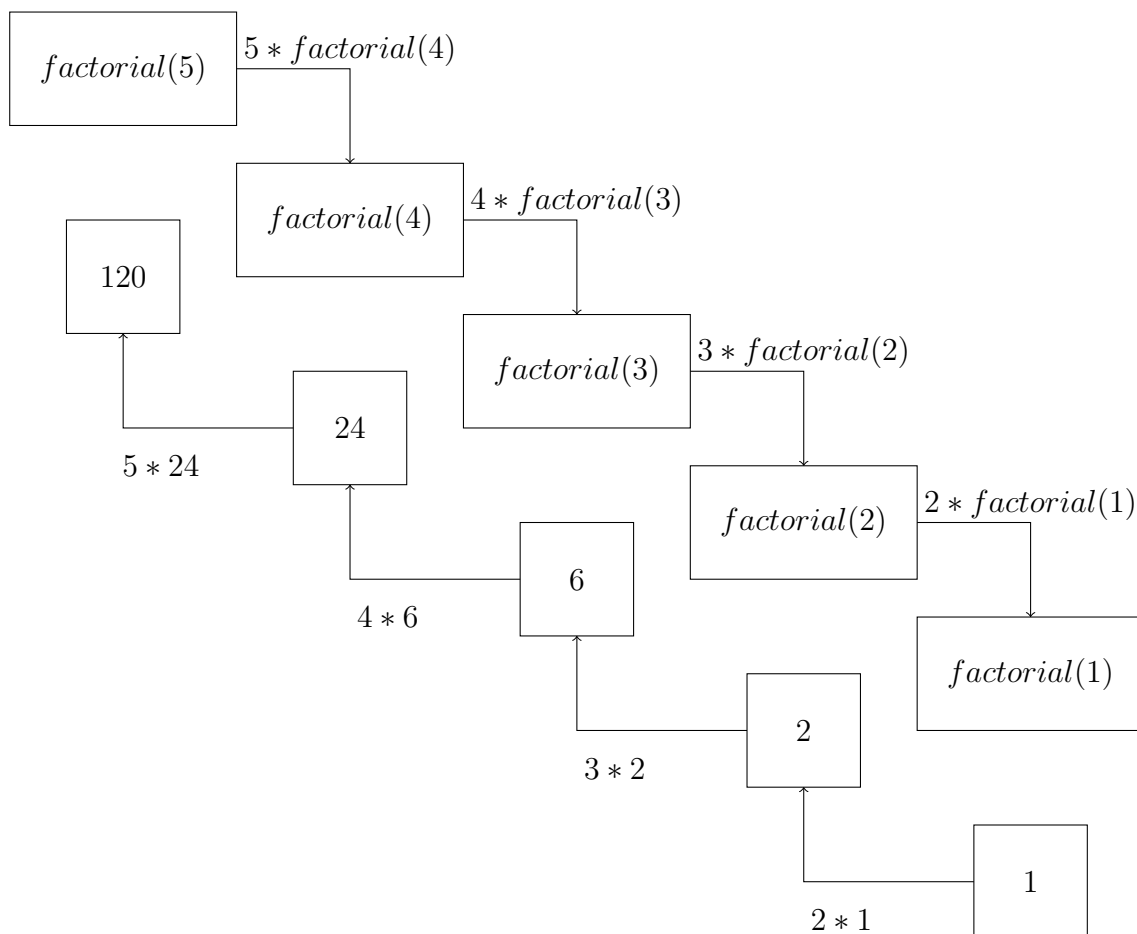 factorial(5)
5 ∗ factorial(4)
factorial(4)
4 ∗ factorial(3)
120
factorial(3)
3 ∗ factorial(2)
24
5 ∗ 24
factorial(2)
2 ∗ factorial(1)
6
4 ∗ 6
factorial(1)
2
3 ∗ 2
1
2 ∗ 1